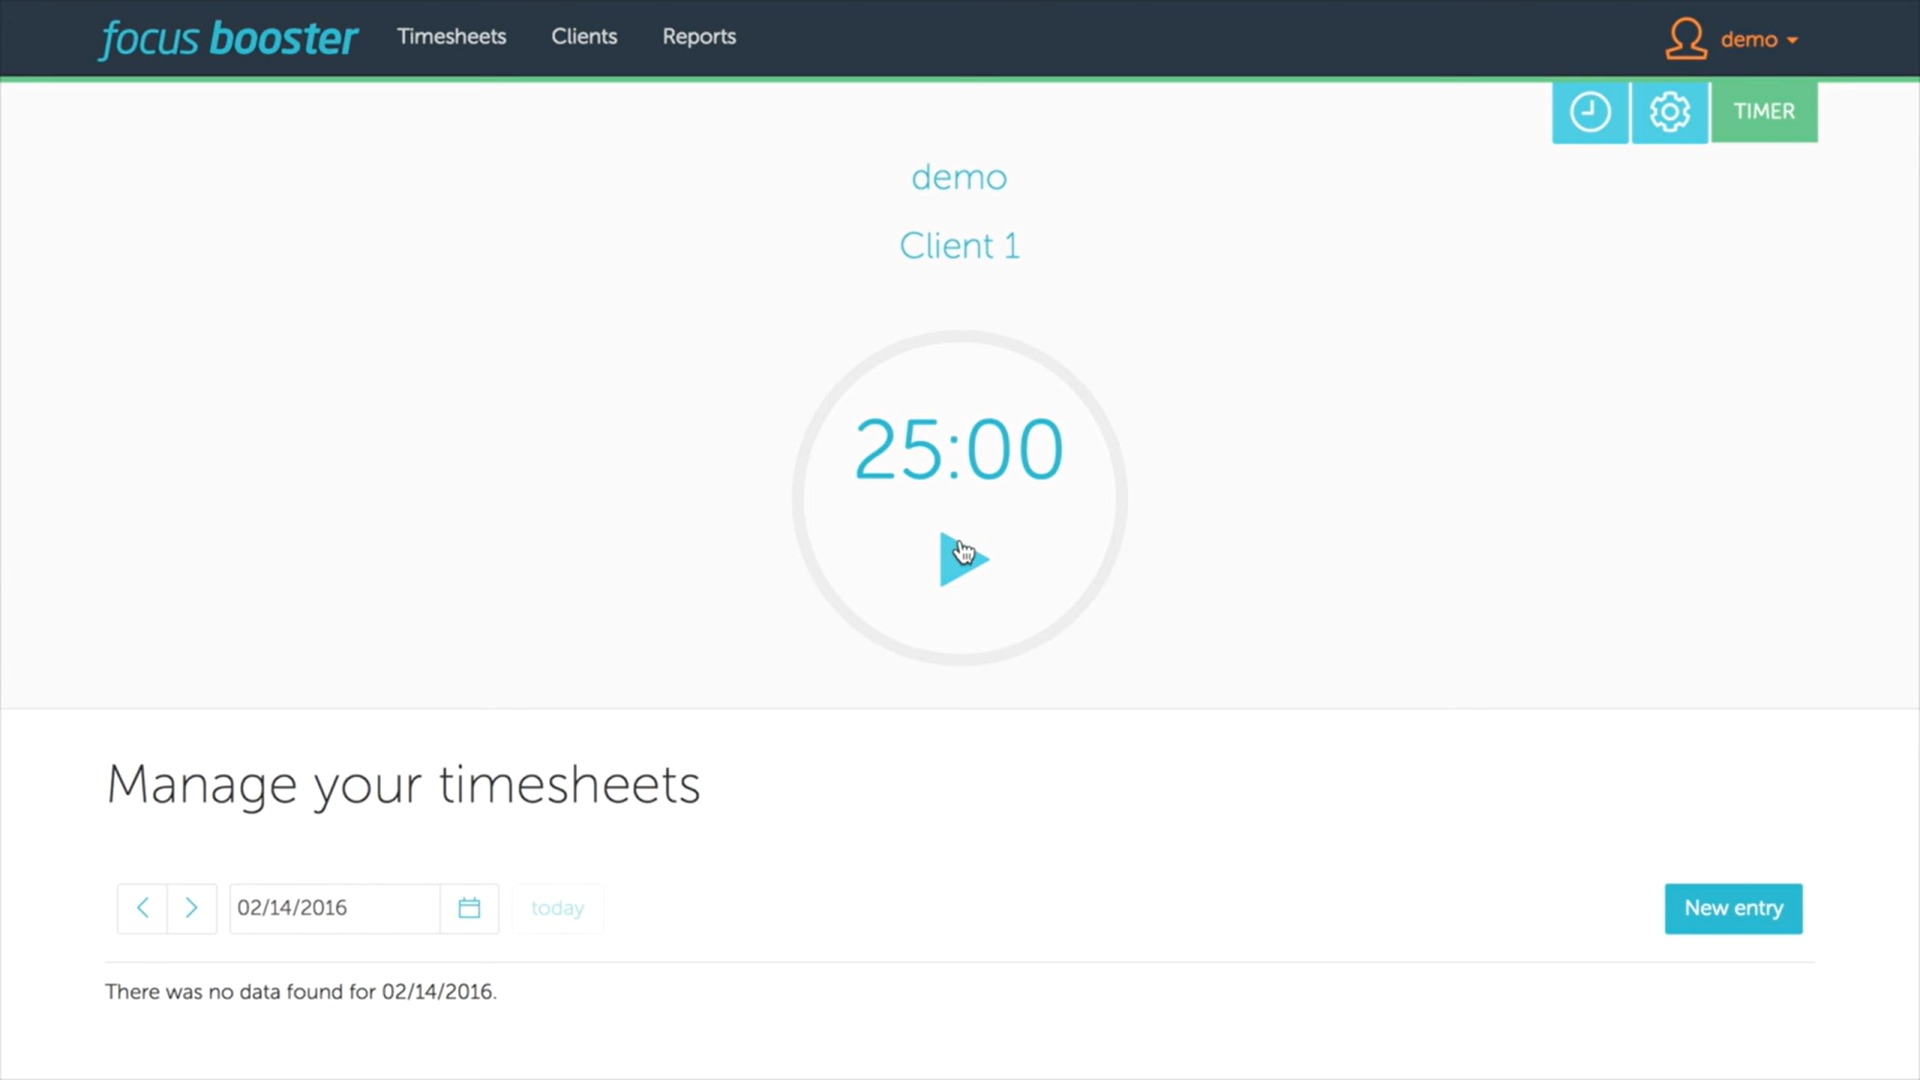 focus booster Timesheets Clients Reports demo
TIMER
demo
Client 1
25:00
Manage your timesheets
02/14/2016 today New entry
There was no data found for 02/14/2016.